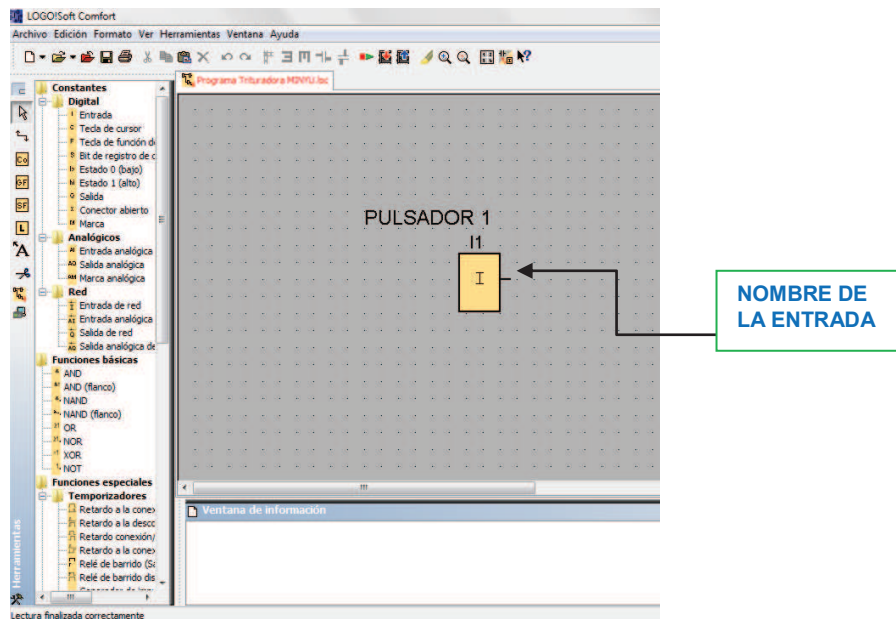 LOGO!Soft Comfort
Archivo Edición Formato Ver Herramientas Ventana Ayuda
Programa Trituradora MINYU.lsc
Constantes
Digital
Entrada
Tecla de cursor
Tecla de función d
Bit de registro de c
Estado 0 (bajo)
Estado 1 (alto)
Salida
Conector abierto
Marca
Analógicos
Entrada analógica
Salida analógica
Marca analógica
Red
Entrada de red
Entrada analógica
Salida de red
Salida analógica de
Funciones básicas
AND
AND (flanco)
NAND
NAND (flanco)
OR
NOR
XOR
NOT
Funciones especiales
Temporizadores
Retardo a la conex
Retardo a la descc
Retardo conexión/
Retardo a la conex
Relé de barrido (Sa
Relé de barrido dis
Co
GF
SF
L
A
Herramientas
PULSADOR 1
I1
I
NOMBRE DE
LA ENTRADA
Ventana de información
Lectura finalizada correctamente